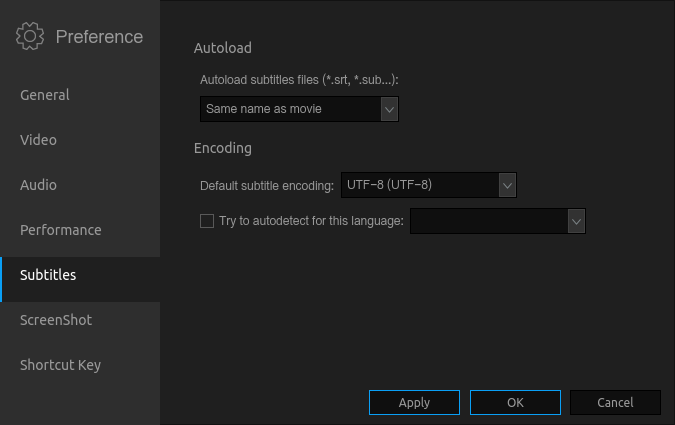 Preference
General
Video
Audio
Performance
Subtitles
ScreenShot
Shortcut Key
Autoload
Autoload subtitles files (*.srt, *.sub...):
Same name as movie
Encoding
Default subtitle encoding: UTF-8 (UTF-8)
Try to autodetect for this language:
Apply OK Cancel